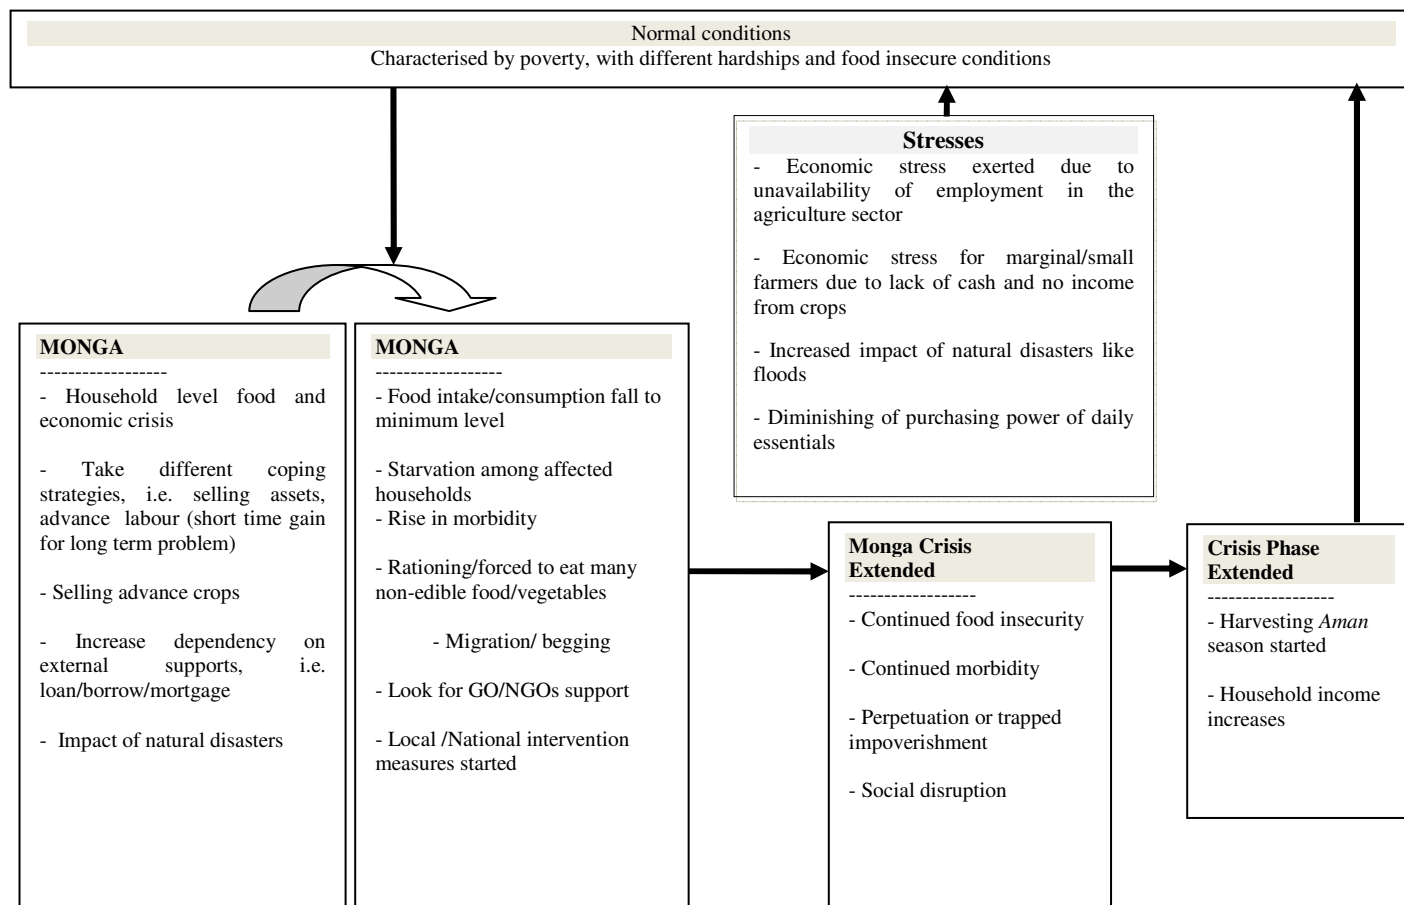 Normal conditions
Characterised by poverty, with different hardships and food insecure conditions
Stresses
- Economic stress exerted due to
unavailability of employment in the
agriculture sector
- Economic stress for marginal/small
farmers due to lack of cash and no income
from crops
- Increased impact of natural disasters like
floods
- Diminishing of purchasing power of daily
essentials
MONGA
------------------
- Household level food and
economic crisis
- Take different coping
strategies, i.e. selling assets,
advance labour (short time gain
for long term problem)
- Selling advance crops
- Increase dependency on
external supports, i.e.
loan/borrow/mortgage
- Impact of natural disasters
MONGA
------------------
- Food intake/consumption fall to
minimum level
- Starvation among affected
households
- Rise in morbidity
- Rationing/forced to eat many
non-edible food/vegetables
- Migration/ begging
- Look for GO/NGOs support
- Local /National intervention
measures started
Monga Crisis
Extended
------------------
- Continued food insecurity
- Continued morbidity
- Perpetuation or trapped
impoverishment
- Social disruption
Crisis Phase
Extended
------------------
- Harvesting Aman
season started
- Household income
increases